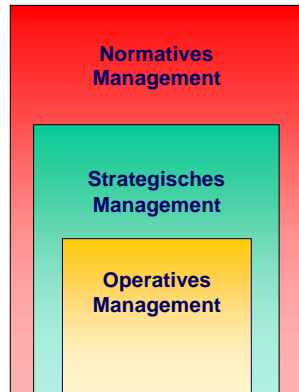 Normatives
Management
Strategisches
Management
Operatives
Management